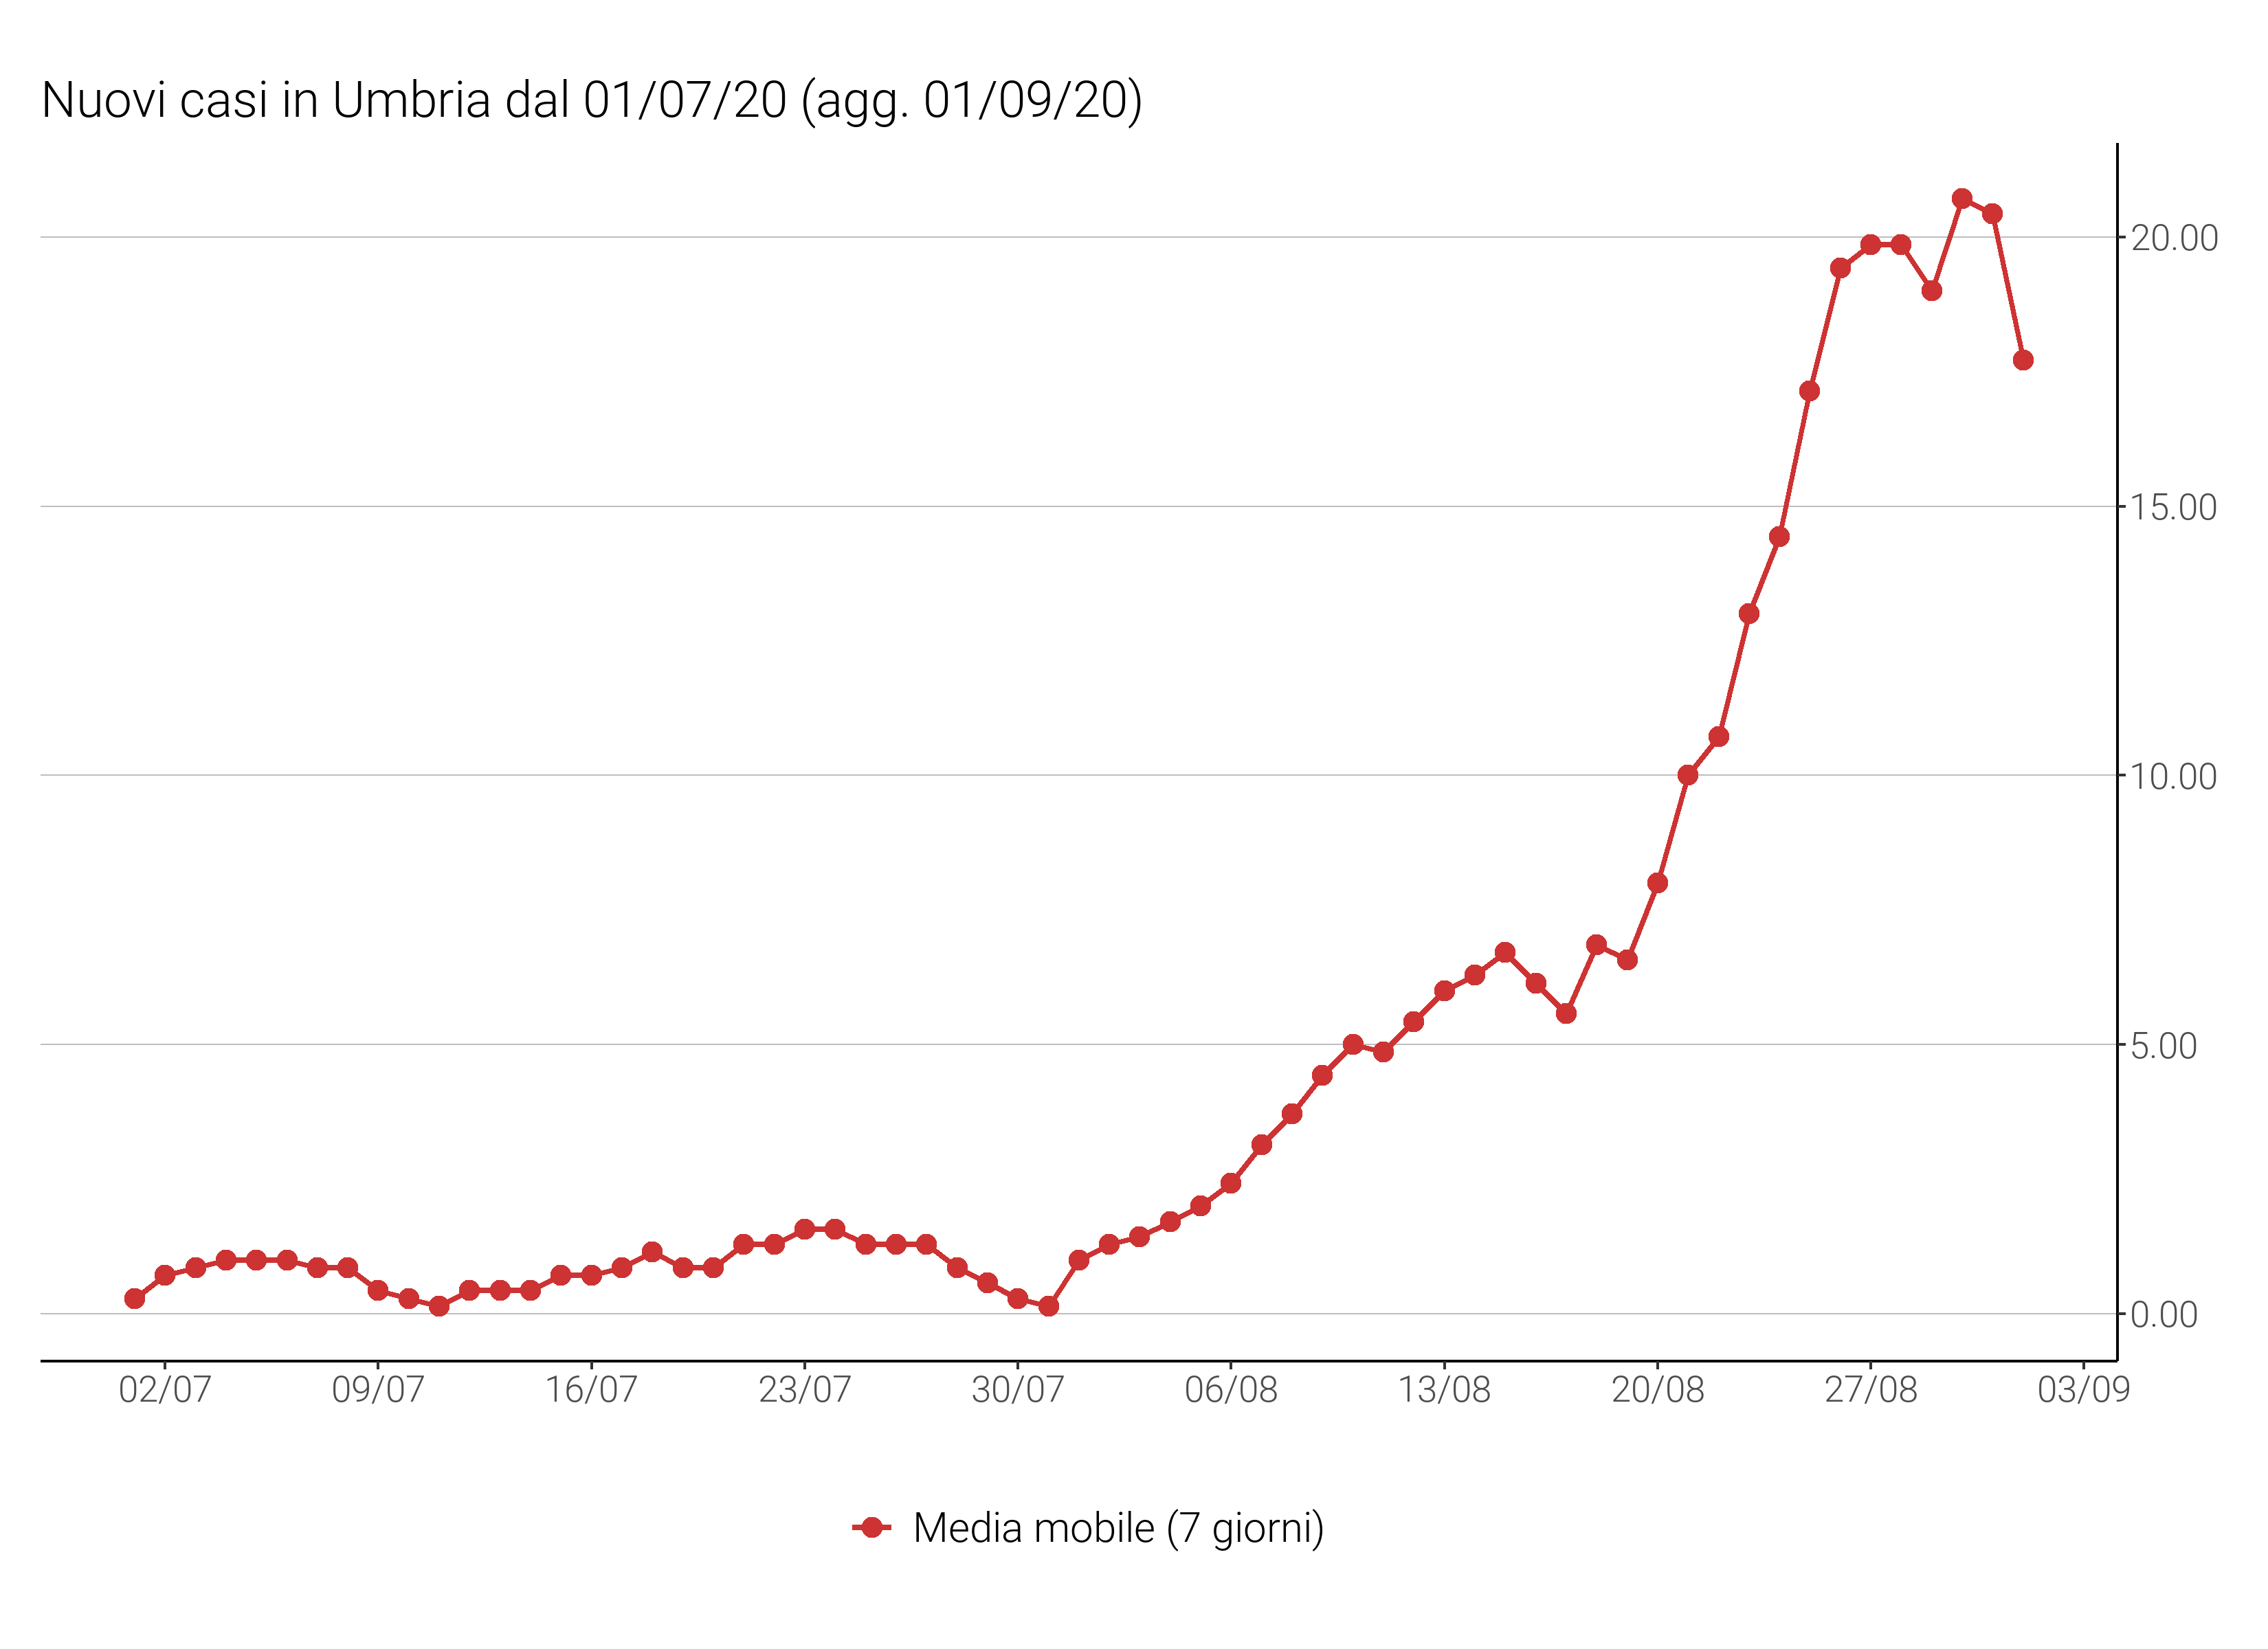 Nuovi casi in Umbria dal 01/07/20 (agg. 01/09/20)
20.00
15.00
10.00
5.00
0.00
02/07 09/07 16/07 23/07 30/07 06/08 13/08 20/08 27/08 03/09
Media mobile (7 giorni)